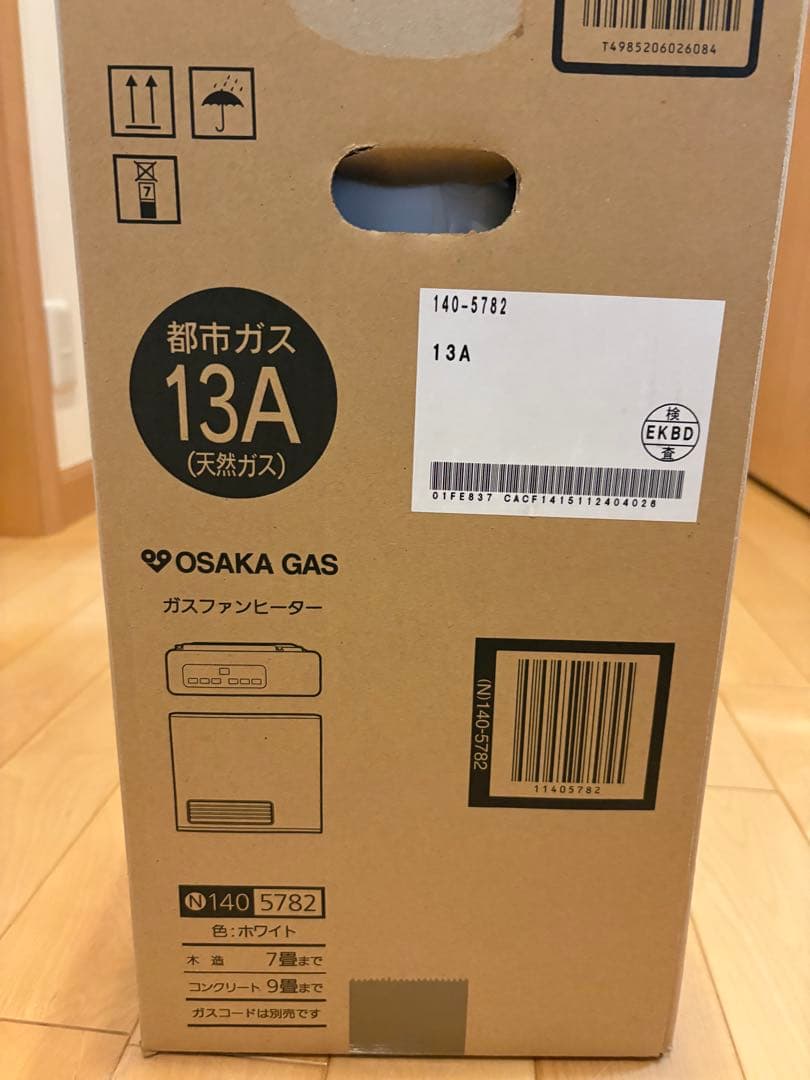 T4985206026084
7
都市ガス
13A
(天然ガス)
140-5782
13A
検
EKBD
査
01FE837 CACF1415112404028
OSAKA GAS
ガスファンヒーター
(N)140-5782
11405782
N140 5782
色:ホワイト
木造 7畳まで
コンクリート 9畳まで
ガスコードは別売です